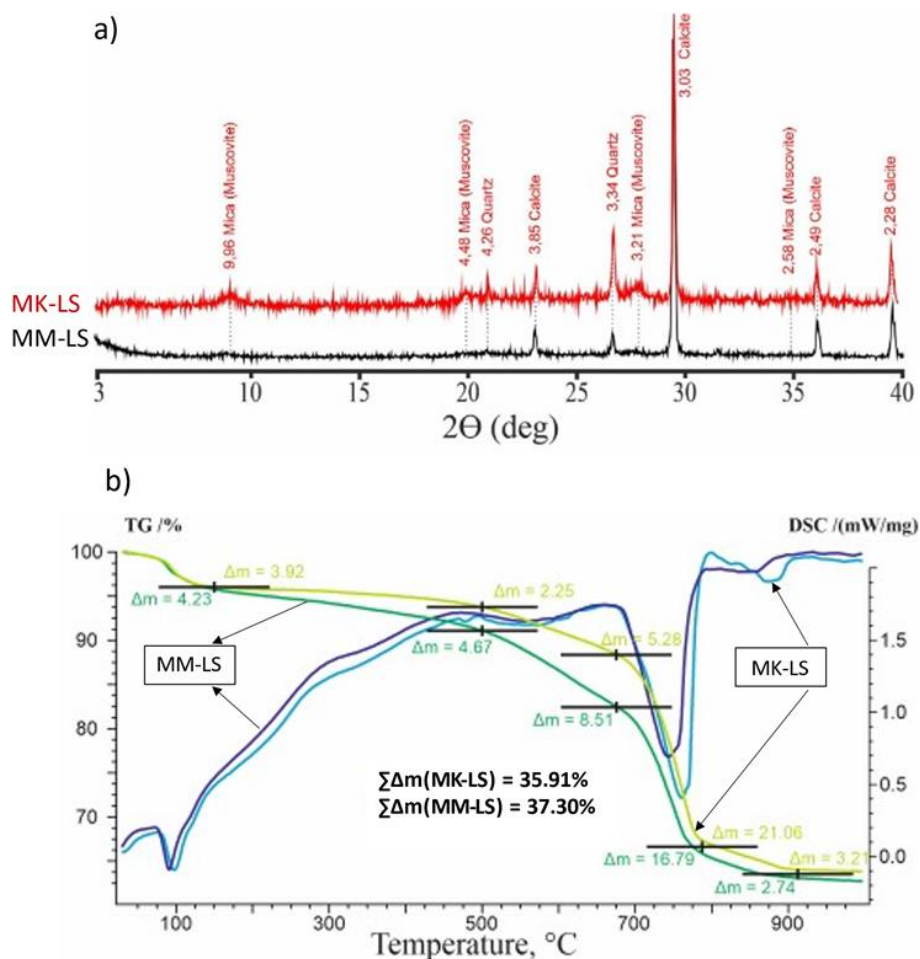 a)
9,96 Mica (Muscovite)
4,48 Mica (Muscovite)
4,26 Quartz
3,85 Calcite
3,34 Quartz
3,21 Mica (Muscovite)
3,03 Calcite
2,58 Mica (Muscovite)
2,49 Calcite
2,28 Calcite
MK-LS
MM-LS
3 10 20 25 30 35 40
2Θ (deg)
b)
TG /%
DSC /(mW/mg)
100
90
80
70
Δm = 3.92
Δm = 4.23
Δm = 2.25
Δm = 4.67
Δm = 5.28
Δm = 8.51
Δm = 21.06
Δm = 16.79
Δm = 3.21
Δm = 2.74
MM-LS
MK-LS
∑Δm(MK-LS) = 35.91%
∑Δm(MM-LS) = 37.30%
1.5
1.0
0.5
0.0
100 300 500 700 900
Temperature, °C